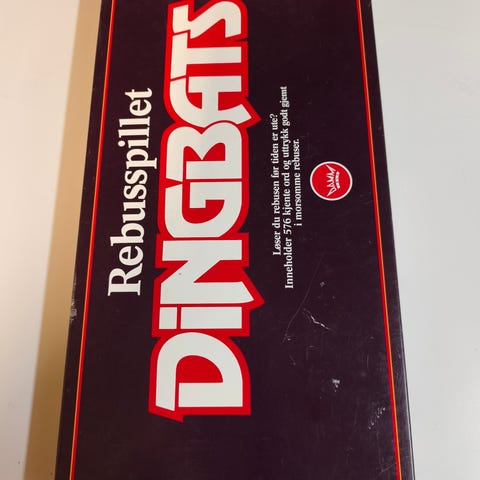 Rebusspillet
DiNGBATS
Løser du rebusen før tiden er ute?
Inneholder 576 kjente ord og uttrykk godt gjemt
i morsomme rebuser.
DAMM